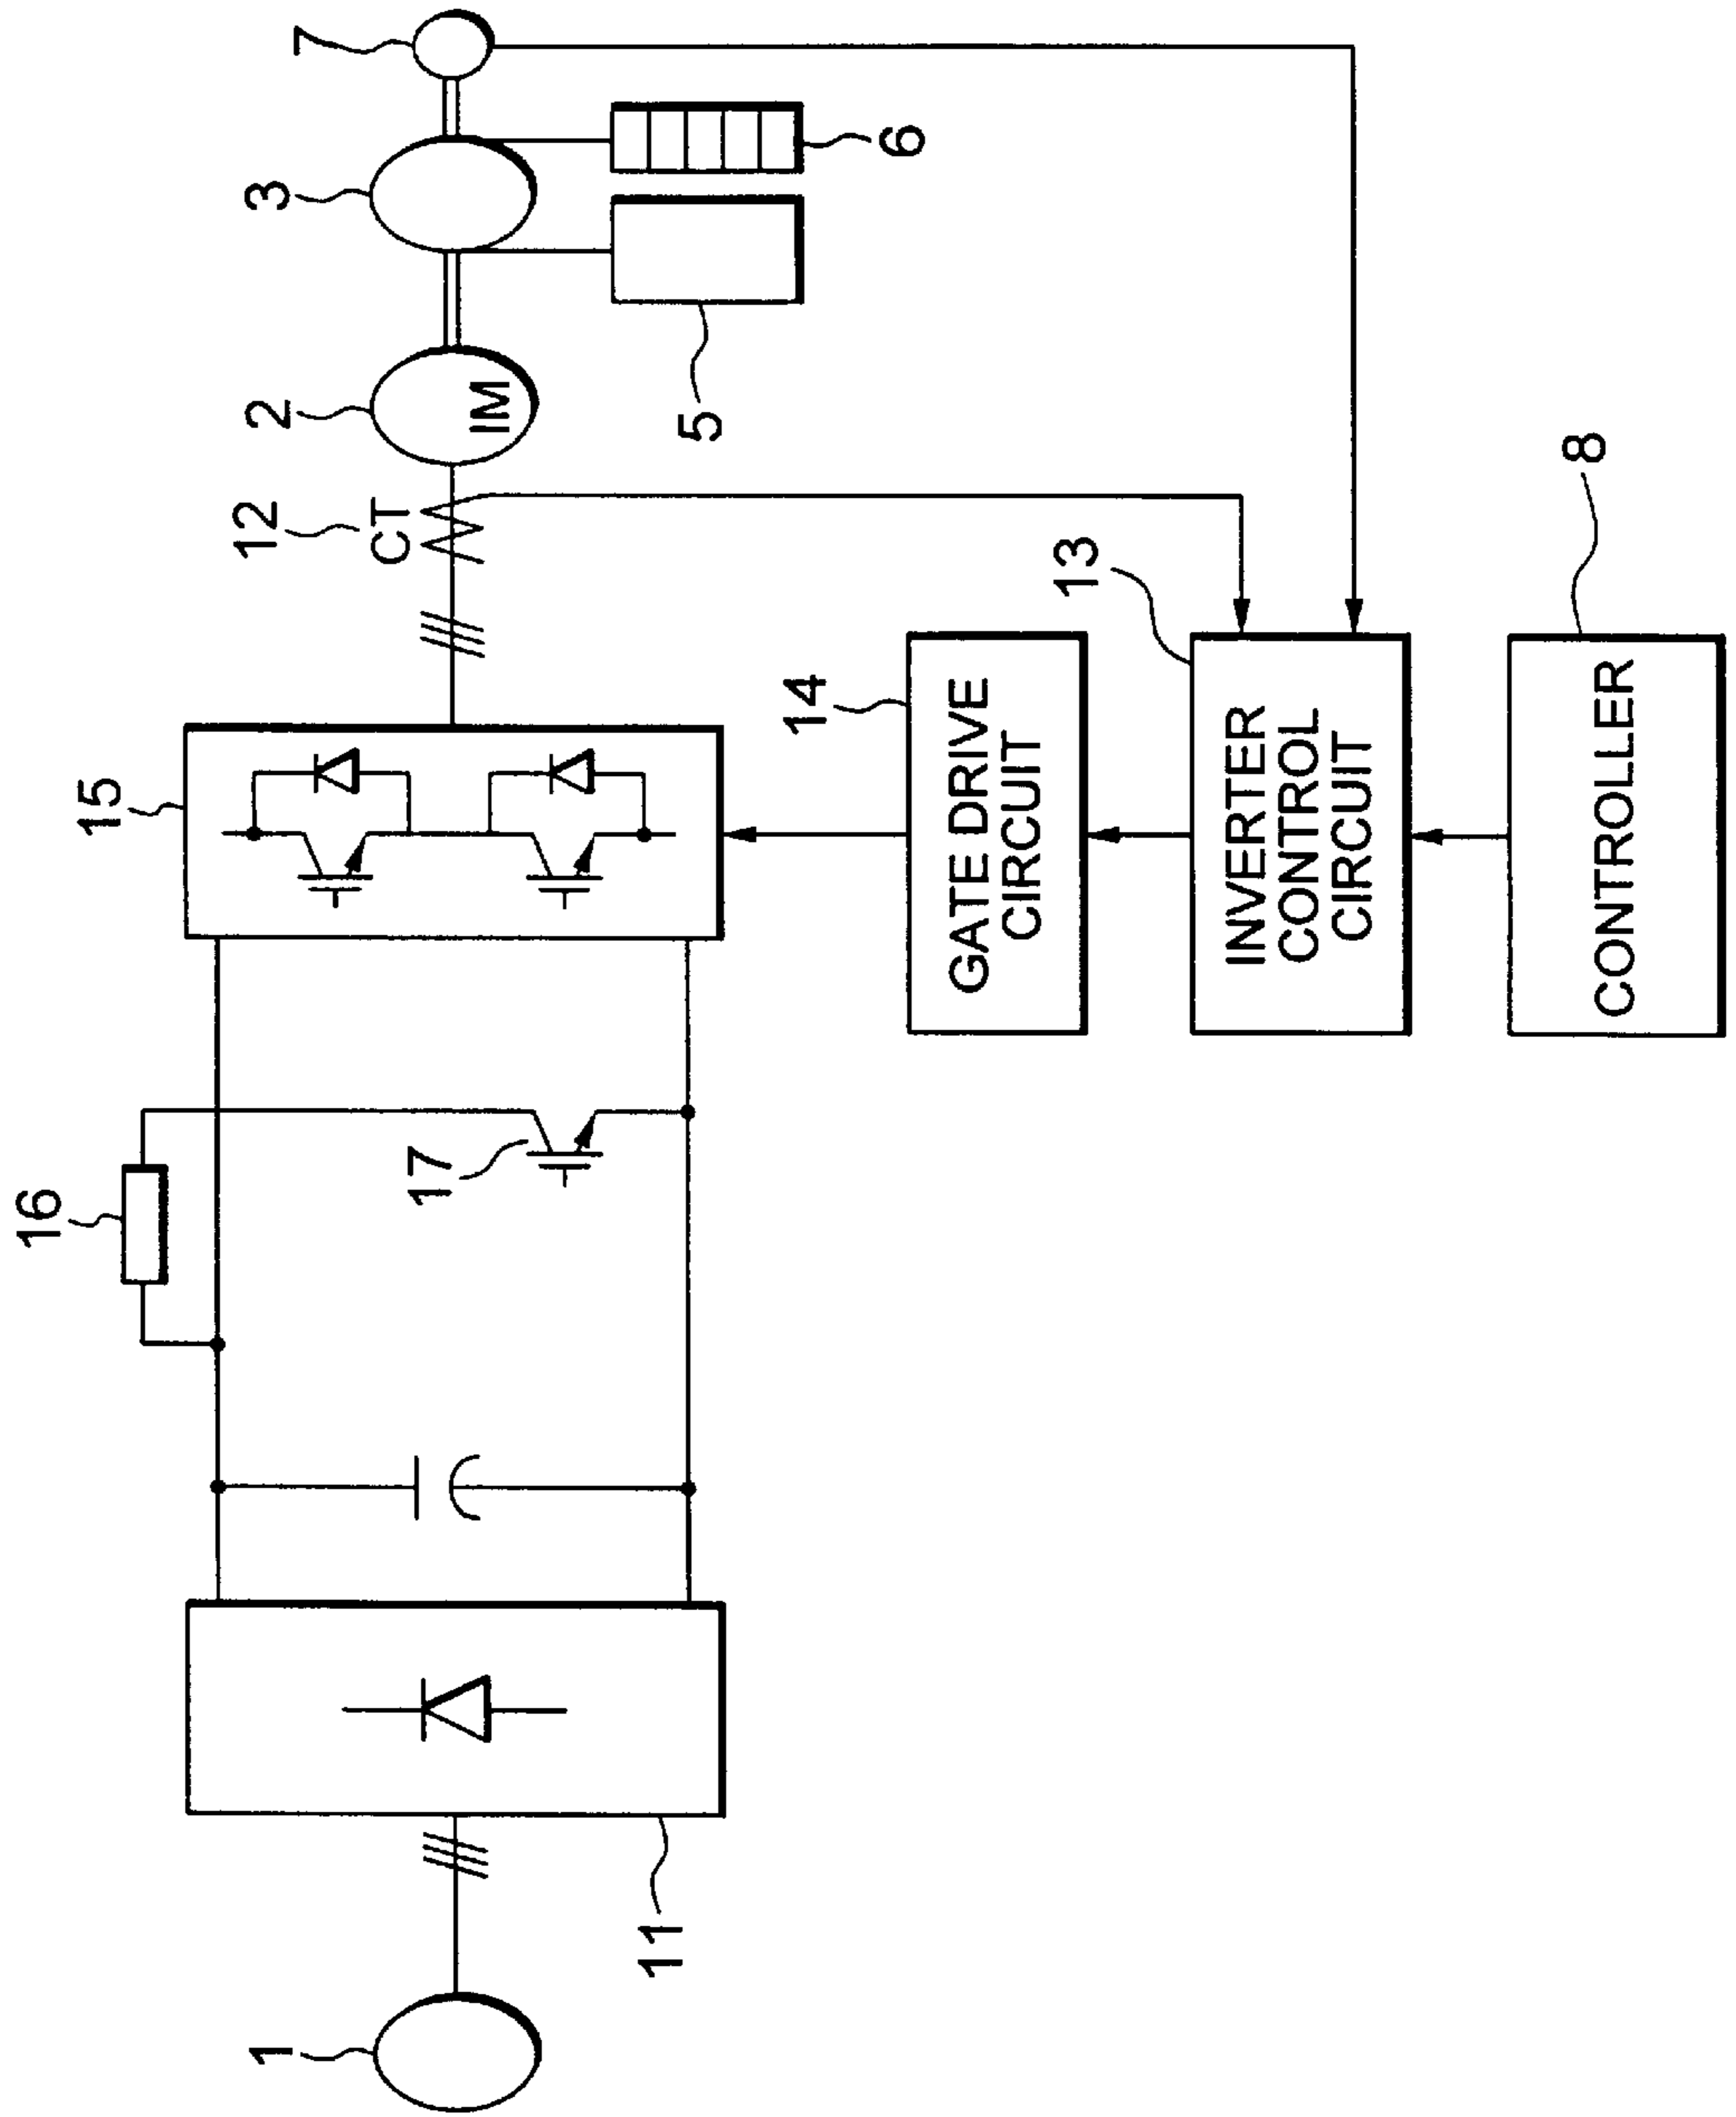 7
3
6
2
IM
5
12
CT
8
13
14
15
GATE DRIVE
CIRCUIT
INVERTER
CONTROL
CIRCUIT
CONTROLLER
16
17
11
1